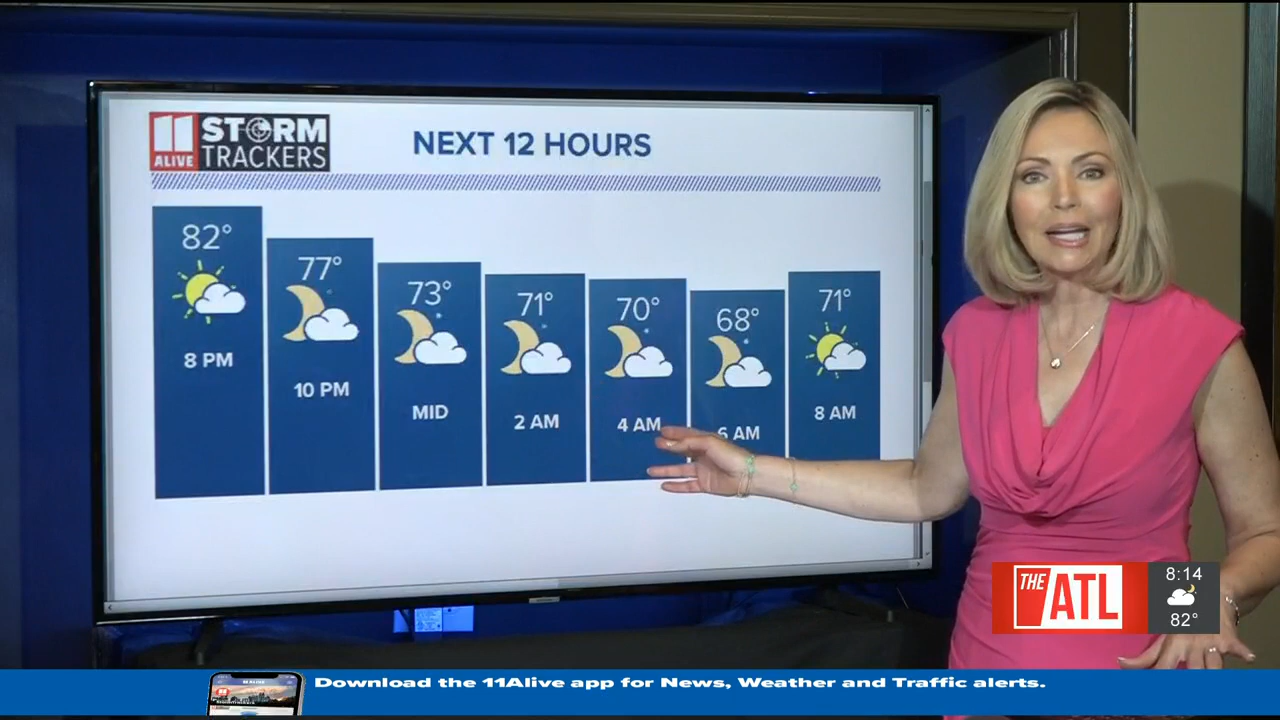 11
ALIVE
STORM
TRACKERS
NEXT 12 HOURS
82°
8 PM
77°
10 PM
73°
MID
71°
2 AM
70°
4 AM
68°
6 AM
71°
8 AM
THE ATL
8:14
82°
Download the 11Alive app for News, Weather and Traffic alerts.